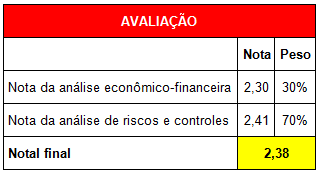 AVALIAÇÃO
Nota Peso
Nota da análise econômico-financeira 2,30 30%
Nota da análise de riscos e controles 2,41 70%
Notal final 2,38